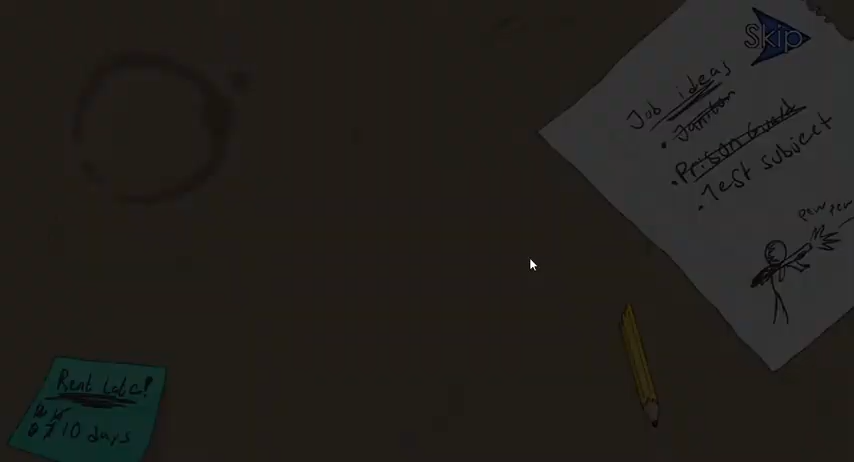 Skip
Job ideas
• Janitor
• Prison Guard
• Test subject
pew pew
Rent Late!
10 days